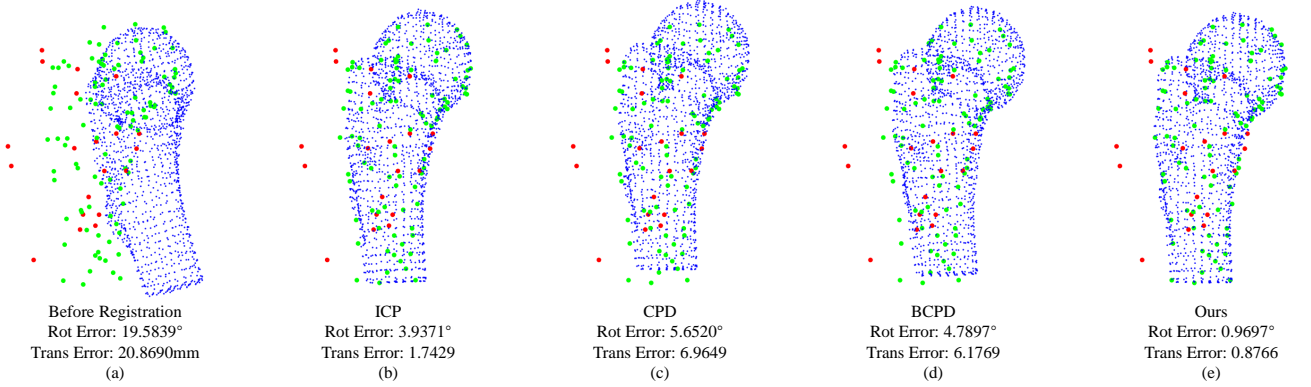 Before Registration
Rot Error: 19.5839°
Trans Error: 20.8690mm
(a)
ICP
Rot Error: 3.9371°
Trans Error: 1.7429
(b)
CPD
Rot Error: 5.6520°
Trans Error: 6.9649
(c)
BCPD
Rot Error: 4.7897°
Trans Error: 6.1769
(d)
Ours
Rot Error: 0.9697°
Trans Error: 0.8766
(e)